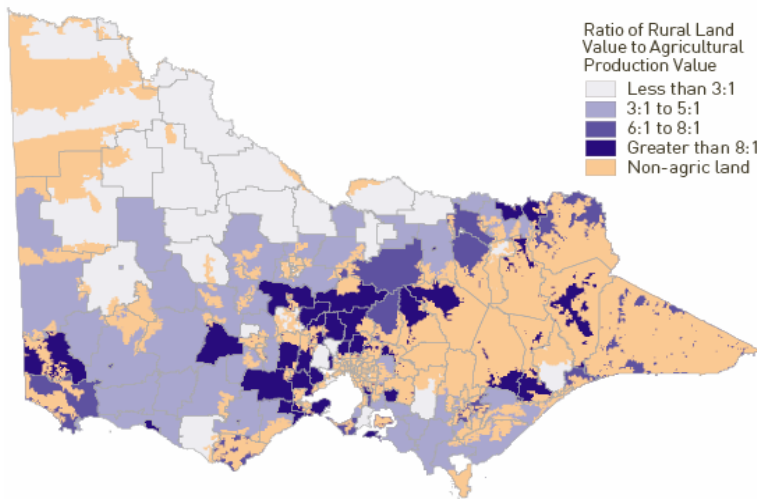 Ratio of Rural Land
Value to Agricultural
Production Value
Less than 3:1
3:1 to 5:1
6:1 to 8:1
Greater than 8:1
Non-agric land